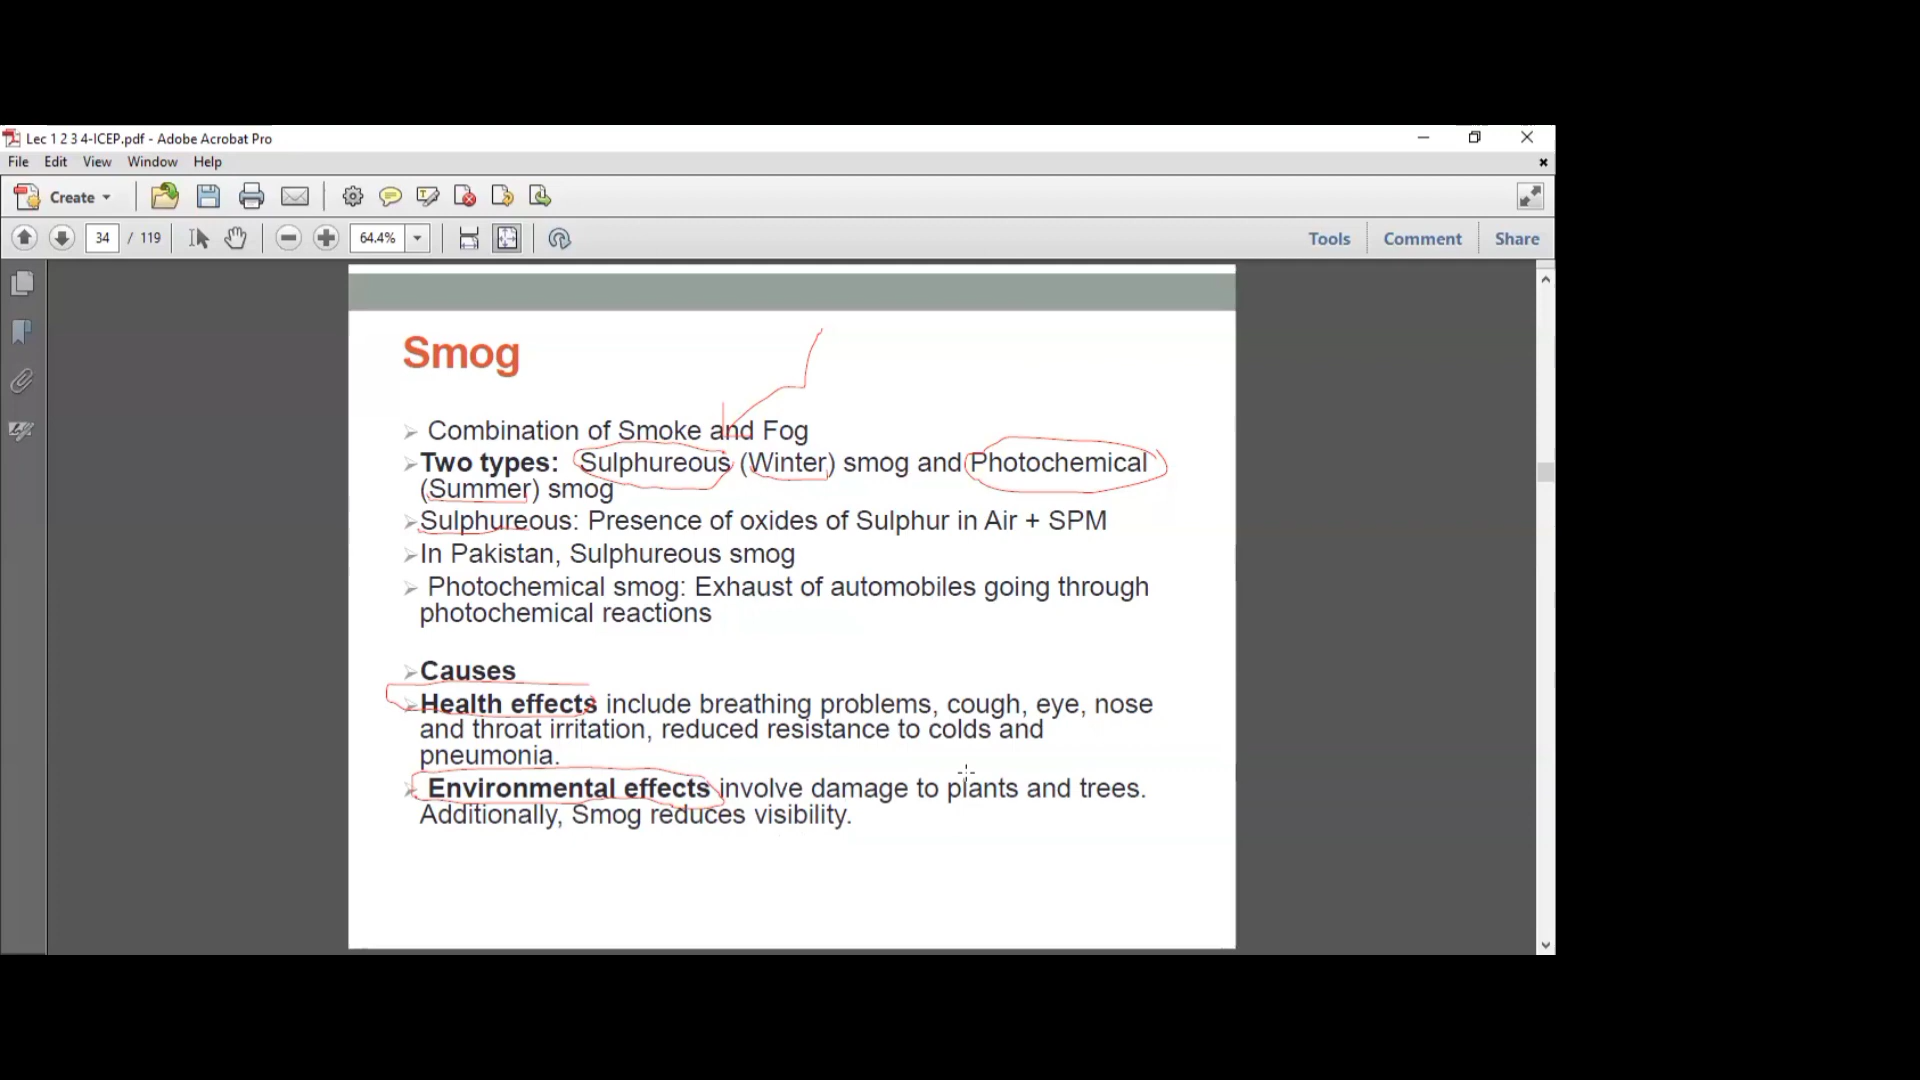 Lec 1 2 3 4-ICEP.pdf - Adobe Acrobat Pro
File Edit View Window Help
Create
34 / 119 64.4% Tools Comment Share
Smog
Combination of Smoke and Fog
Two types: Sulphureous (Winter) smog and Photochemical
(Summer) smog
Sulphureous: Presence of oxides of Sulphur in Air + SPM
In Pakistan, Sulphureous smog
Photochemical smog: Exhaust of automobiles going through
photochemical reactions
Causes
Health effects include breathing problems, cough, eye, nose
and throat irritation, reduced resistance to colds and
pneumonia.
Environmental effects involve damage to plants and trees.
Additionally, Smog reduces visibility.